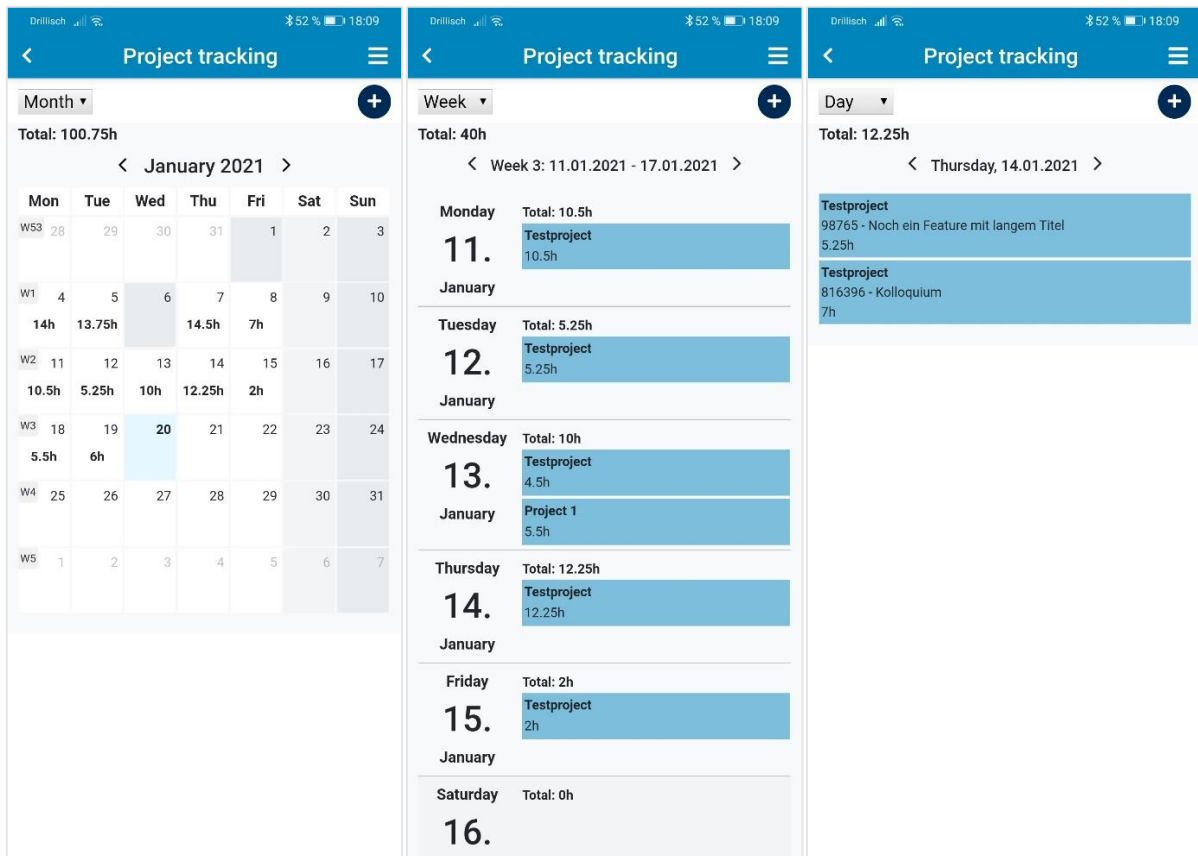 Drillisch 52 % 18:09
Project tracking
Month
Total: 100.75h
January 2021
Mon Tue Wed Thu Fri Sat Sun
W53 28 29 30 31 1 2 3
W1 4 5 6 7 8 9 10
14h 13.75h 14.5h 7h
W2 11 12 13 14 15 16 17
10.5h 5.25h 10h 12.25h 2h
W3 18 19 20 21 22 23 24
5.5h 6h
W4 25 26 27 28 29 30 31
W5 1 2 3 4 5 6 7
Drillisch 52 % 18:09
Project tracking
Week
Total: 40h
Week 3: 11.01.2021 - 17.01.2021
Monday
11.
January
Total: 10.5h
Testproject
10.5h
Tuesday
12.
January
Total: 5.25h
Testproject
5.25h
Wednesday
13.
January
Total: 10h
Testproject
4.5h
Project 1
5.5h
Thursday
14.
January
Total: 12.25h
Testproject
12.25h
Friday
15.
January
Total: 2h
Testproject
2h
Saturday
16.
Total: 0h
Drillisch 52 % 18:09
Project tracking
Day
Total: 12.25h
Thursday, 14.01.2021
Testproject
98765 - Noch ein Feature mit langem Titel
5.25h
Testproject
816396 - Kolloquium
7h